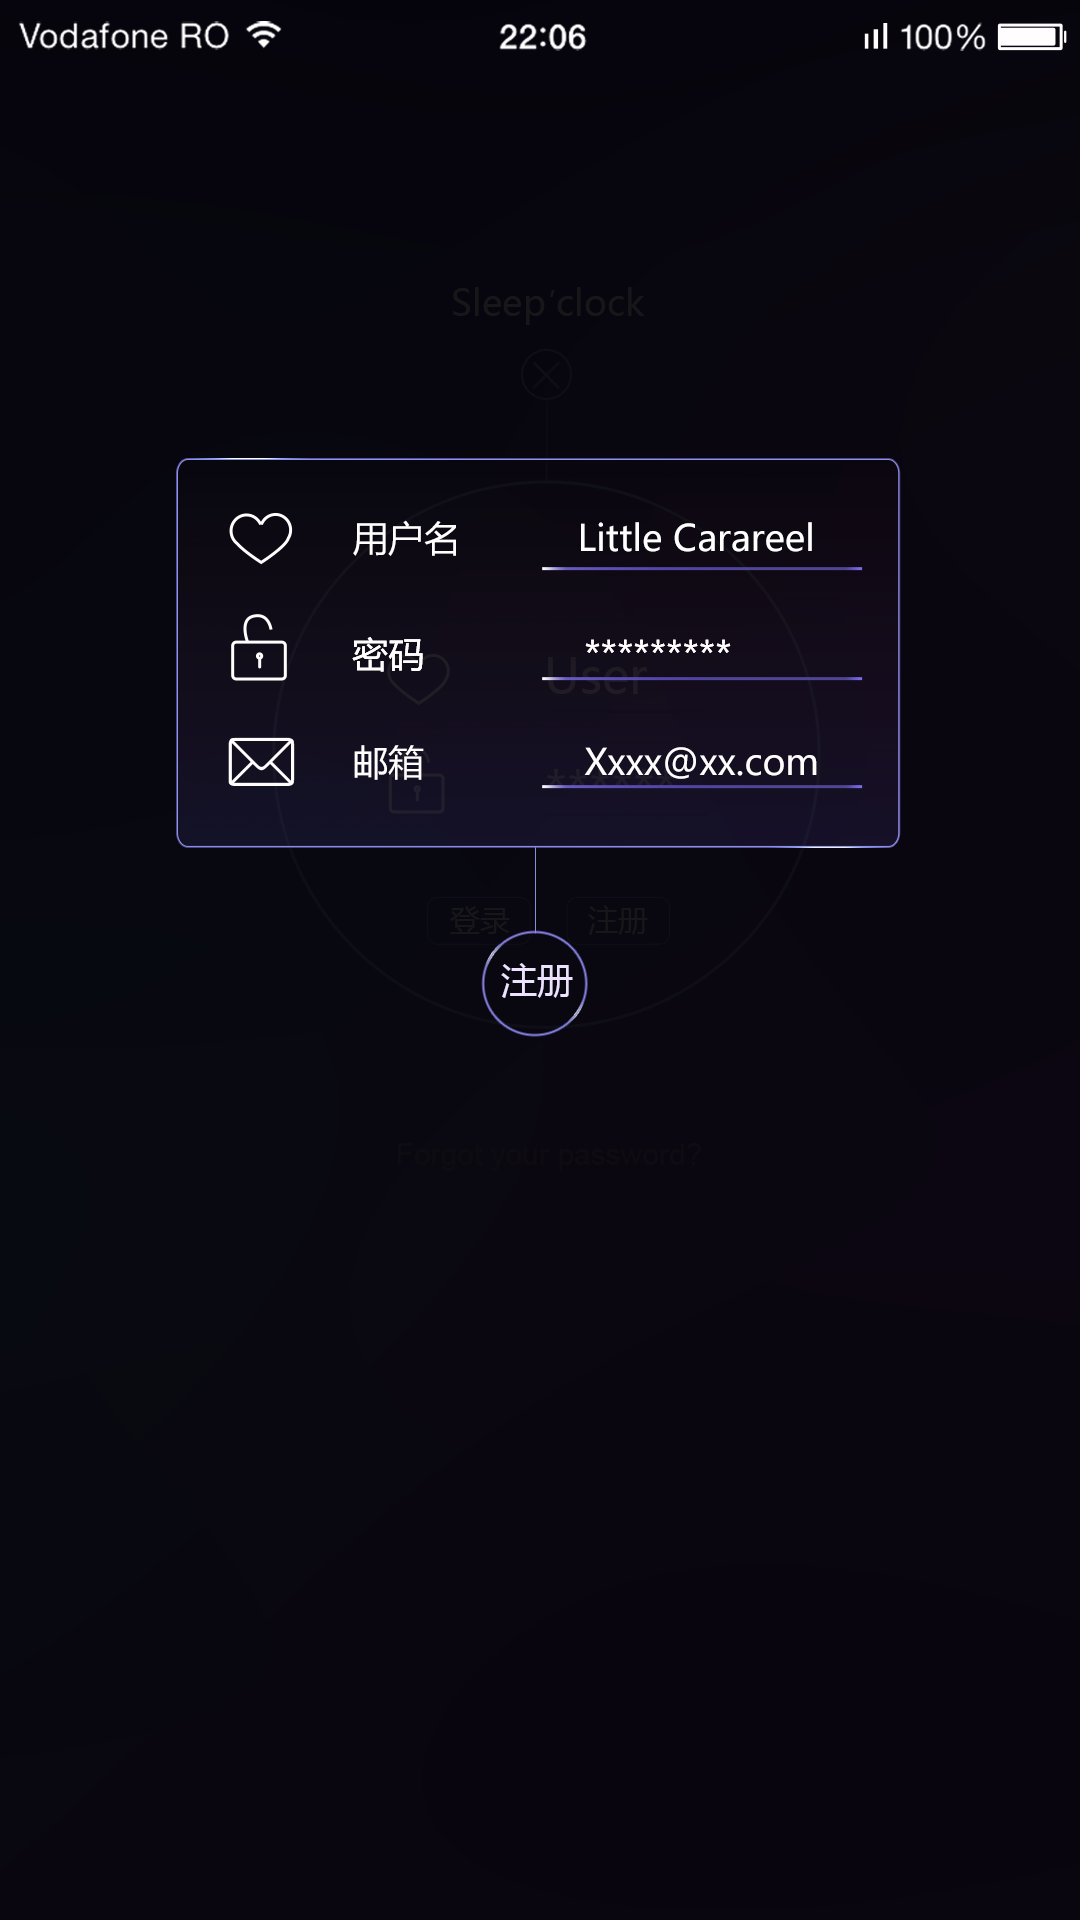 Vodafone RO 22:06 100%
Sleep'clock
用户名 Little Carareel
密码 *********
User
邮箱 Xxxx@xx.com
******
登录 注册
注册
Forgot your password?